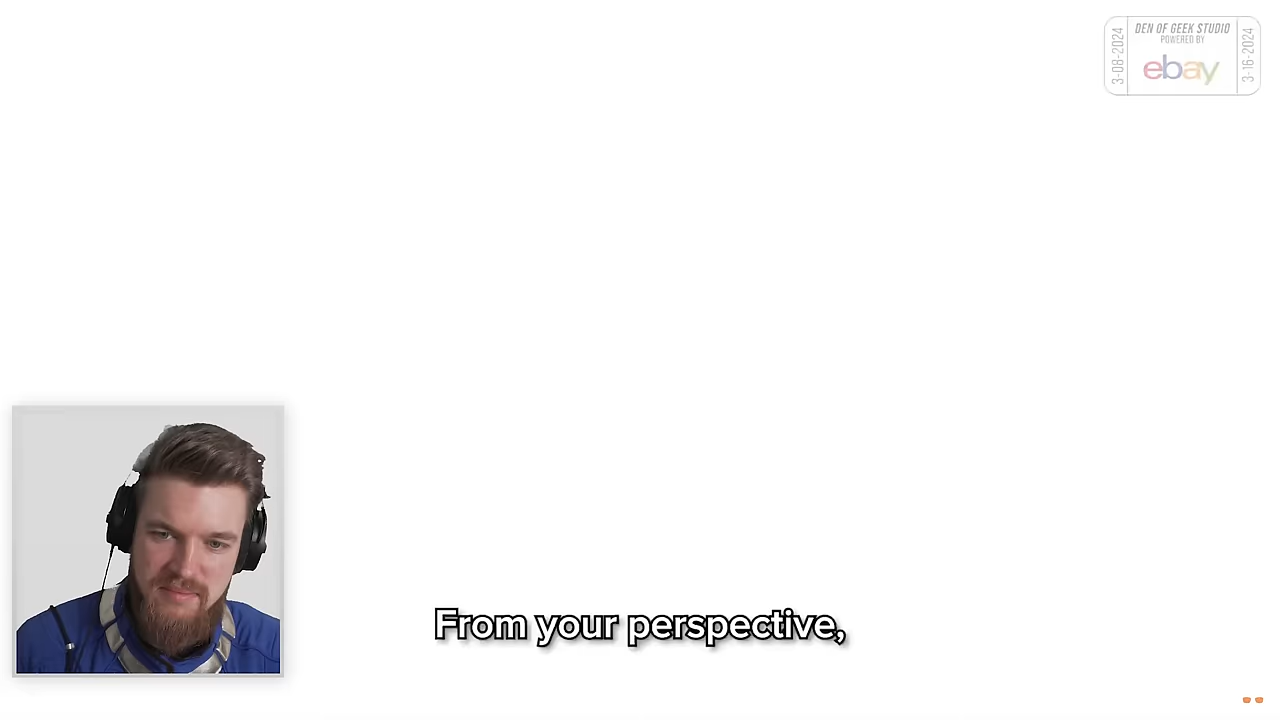 DEN OF GEEK STUDIO
POWERED BY
ebay
3-08-2024
3-16-2024
From your perspective,